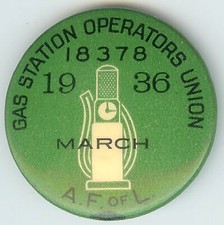 GAS STATION OPERATORS UNION
18378
19 36
MARCH
A.F. OF L.